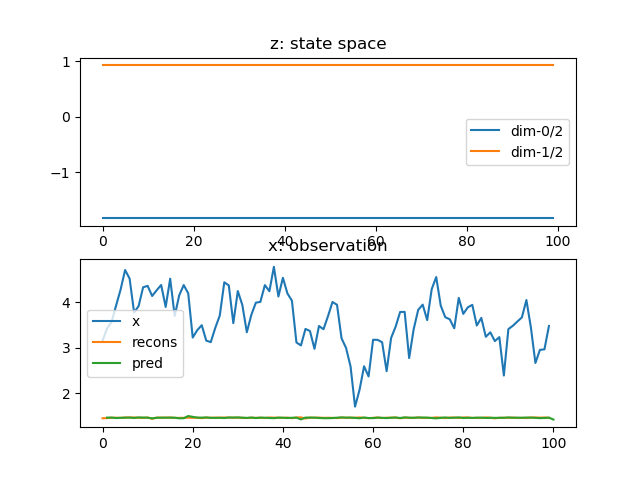 z: state space
1
0
−1
dim-0/2
dim-1/2
0 20 40 60 80 100
x: observation
4
3
2
x
recons
pred
0 20 40 60 80 100